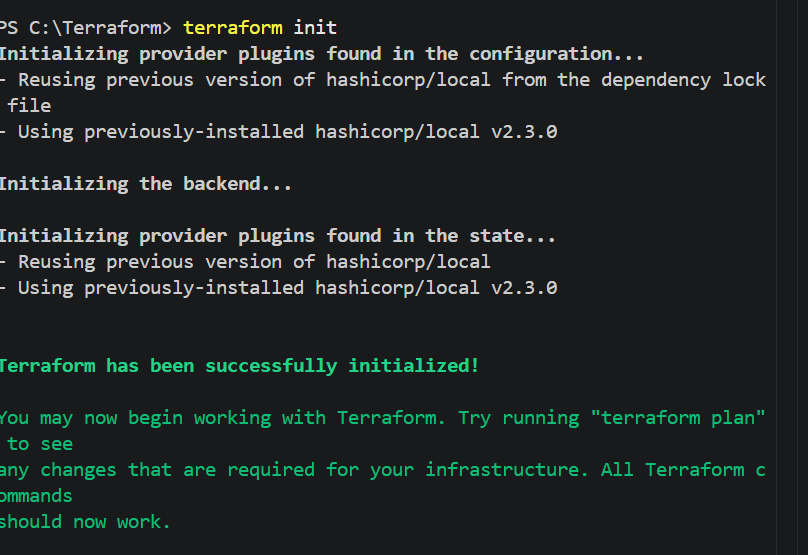 PS C:\Terraform> terraform init
Initializing provider plugins found in the configuration...
- Reusing previous version of hashicorp/local from the dependency lock
file
- Using previously-installed hashicorp/local v2.3.0
Initializing the backend...
Initializing provider plugins found in the state...
- Reusing previous version of hashicorp/local
- Using previously-installed hashicorp/local v2.3.0
Terraform has been successfully initialized!
You may now begin working with Terraform. Try running "terraform plan"
to see
any changes that are required for your infrastructure. All Terraform c
ommands
should now work.